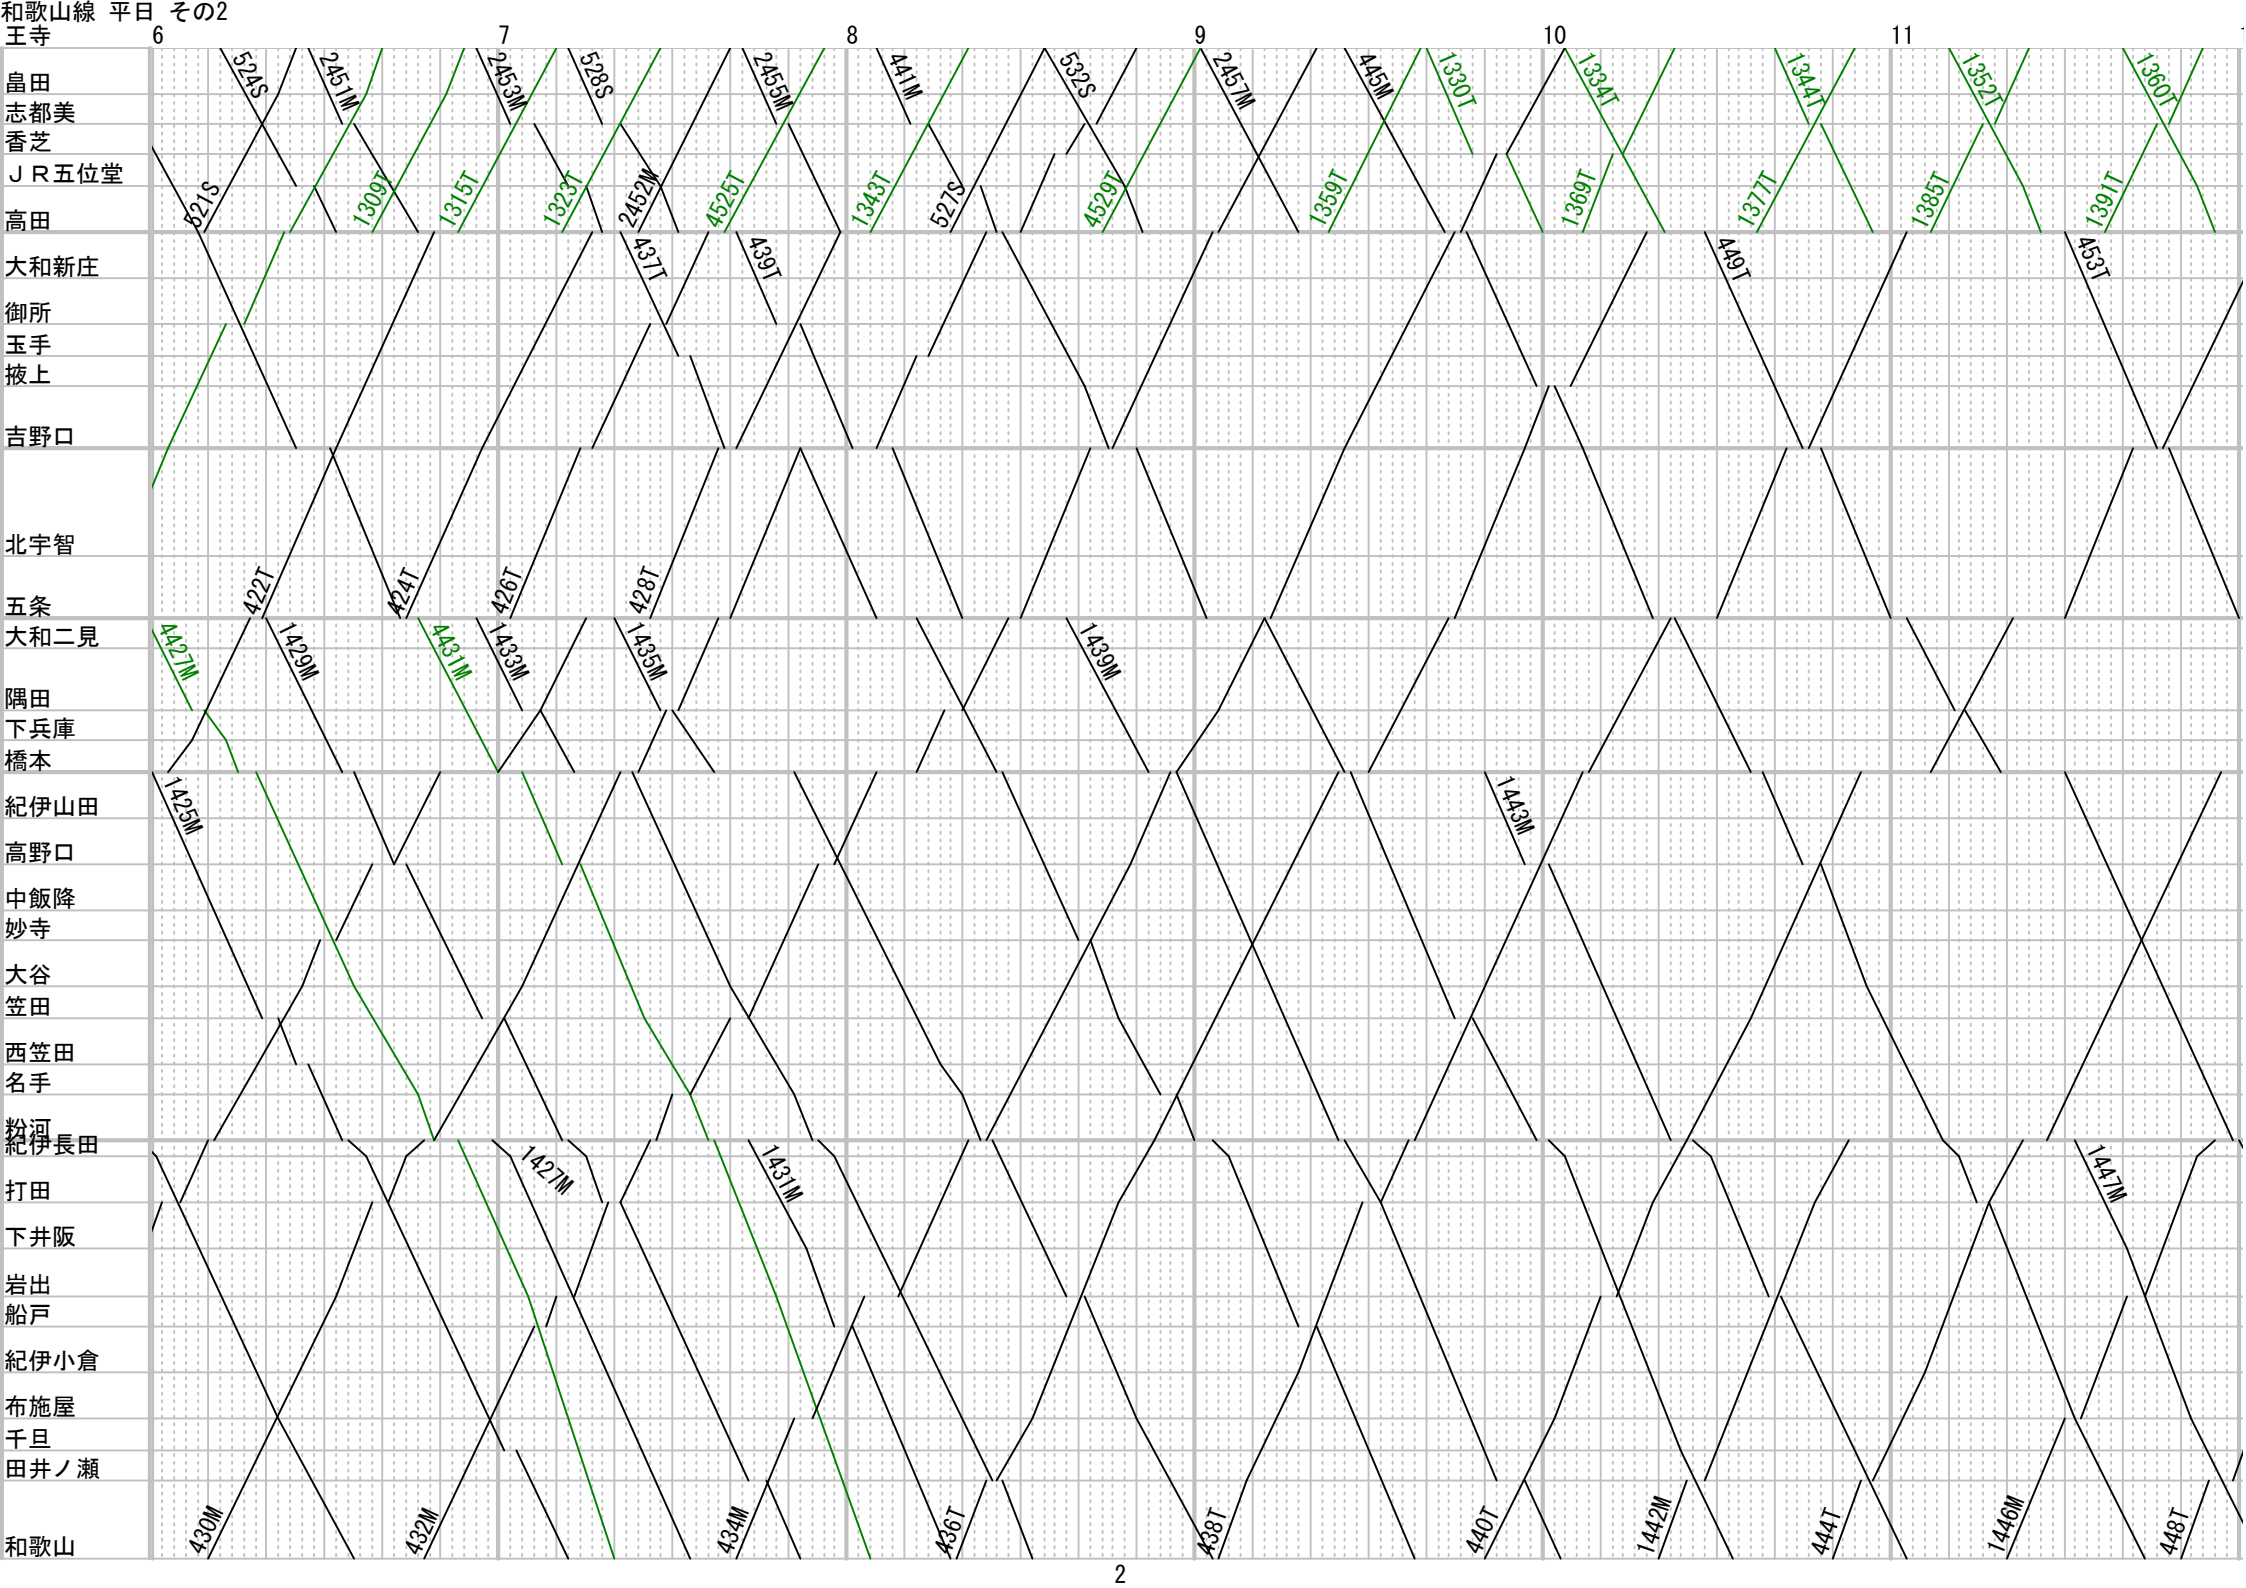 和歌山線 平日 その2
王寺 6 7 8 9 10 11 1
524S 2451M 2453M 528S 2455M 441M 532S 2457M 445M 1330T 1334T 1344T 1352T 1360T
畠田
志都美
香芝
ＪＲ五位堂
521S 1309T 1315T 1323T 2452M 4525T 1343T 527S 4529T 1359T 1369T 1377T 1385T 1391T
高田
437T 439T 449T 453T
大和新庄
御所
玉手
掖上
吉野口
北宇智
422T 424T 426T 428T
五条
大和二見
4427M 1429M 4431M 1433M 1435M 1439M
隅田
下兵庫
橋本
1425M 1443M
紀伊山田
高野口
中飯降
妙寺
大谷
笠田
西笠田
名手
粉河
紀伊長田
1427M 1431M 1447M
打田
下井阪
岩出
船戸
紀伊小倉
布施屋
千旦
田井ノ瀬
430M 432M 434M 436T 438T 440T 1442M 444T 1446M 448T
和歌山
2